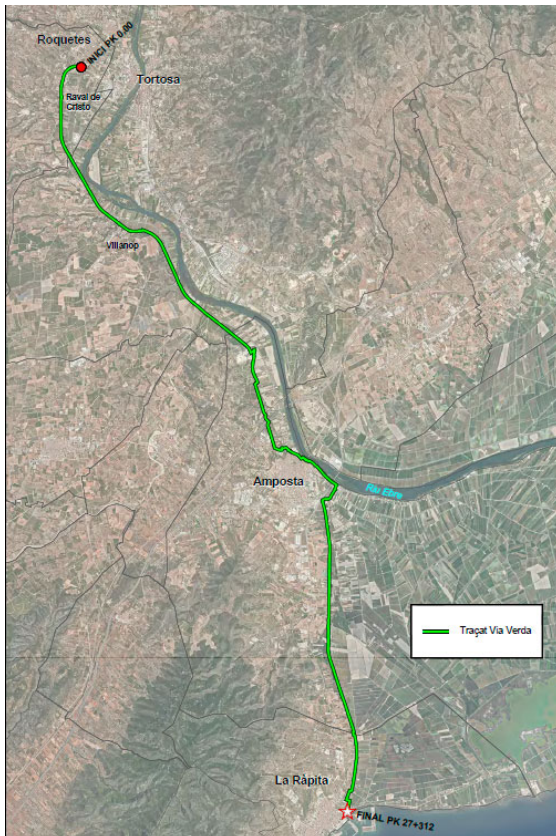 Roquetes
INICI PK 0.00
Tortosa
Raval de
Cristo
Villanop
Amposta
Riu Ebre
Traçat Via Verda
La Ràpita
FINAL PK 27+312